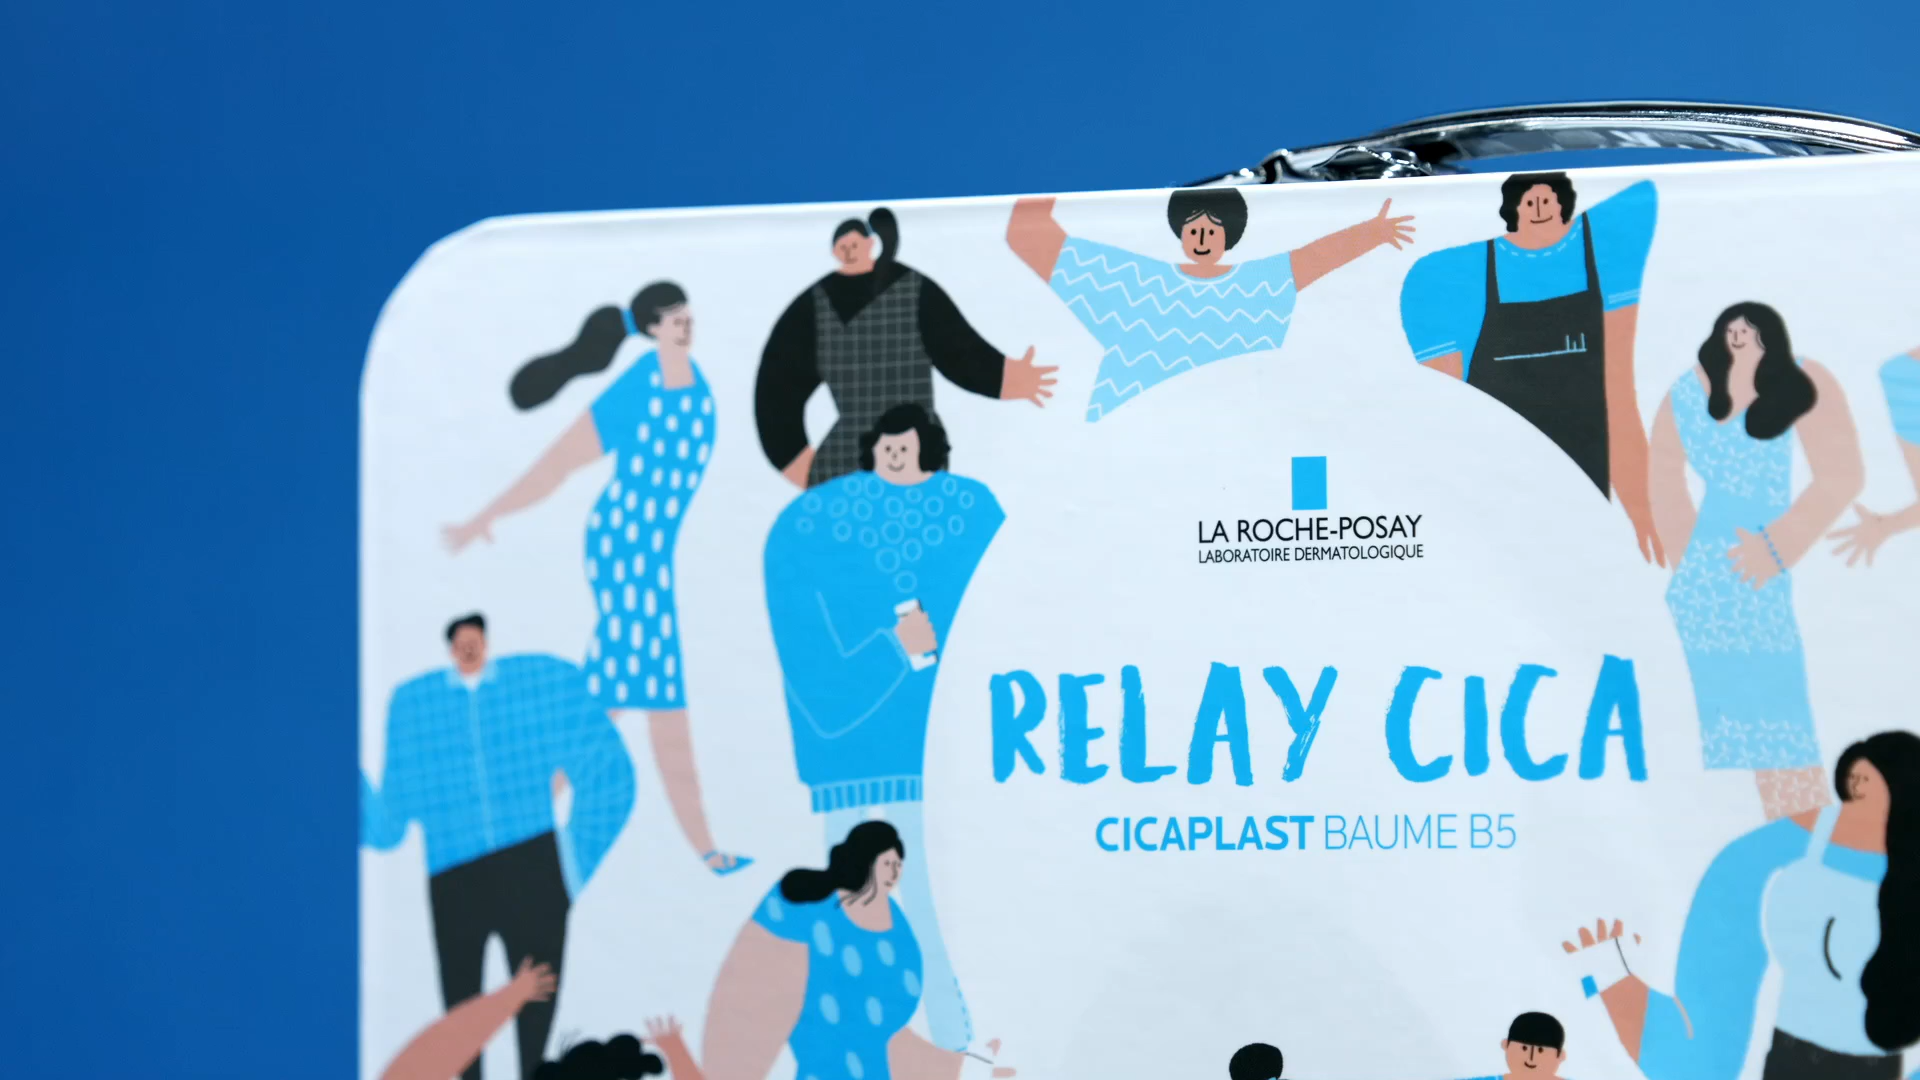 LA ROCHE-POSAY
LABORATOIRE DERMATOLOGIQUE
RELAY CICA
CICAPLAST BAUME B5